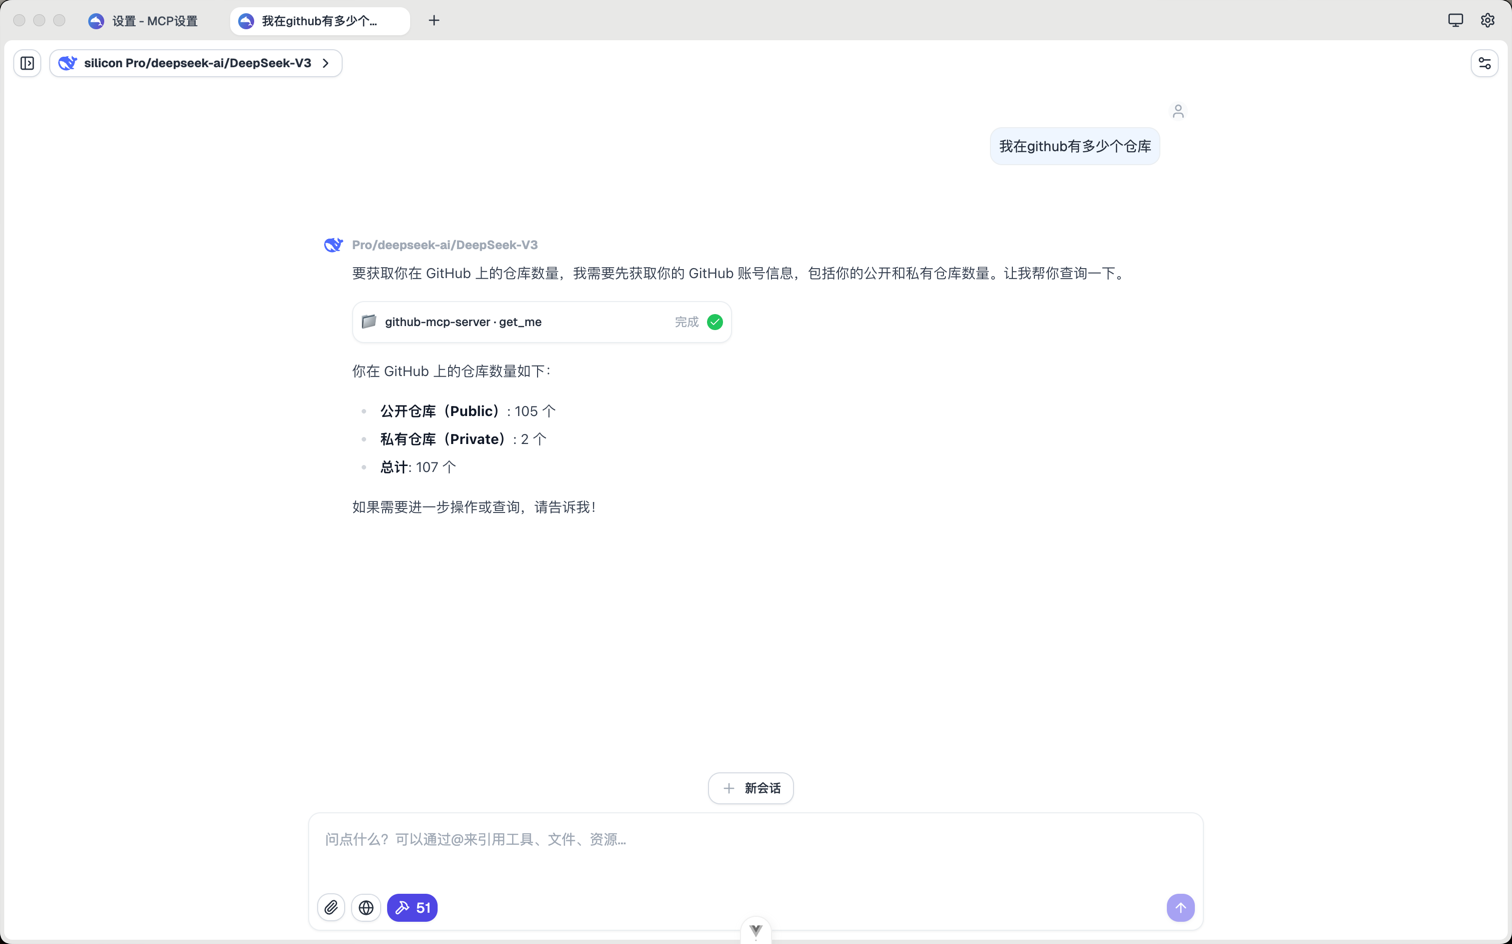 设置 - MCP设置
我在github有多少个...
silicon Pro/deepseek-ai/DeepSeek-V3
我在github有多少个仓库
Pro/deepseek-ai/DeepSeek-V3
要获取你在 GitHub 上的仓库数量，我需要先获取你的 GitHub 账号信息，包括你的公开和私有仓库数量。让我帮你查询一下。
github-mcp-server · get_me 完成
你在 GitHub 上的仓库数量如下：
公开仓库（Public）: 105 个
私有仓库（Private）: 2 个
总计: 107 个
如果需要进一步操作或查询，请告诉我！
新会话
问点什么？可以通过@来引用工具、文件、资源...
51